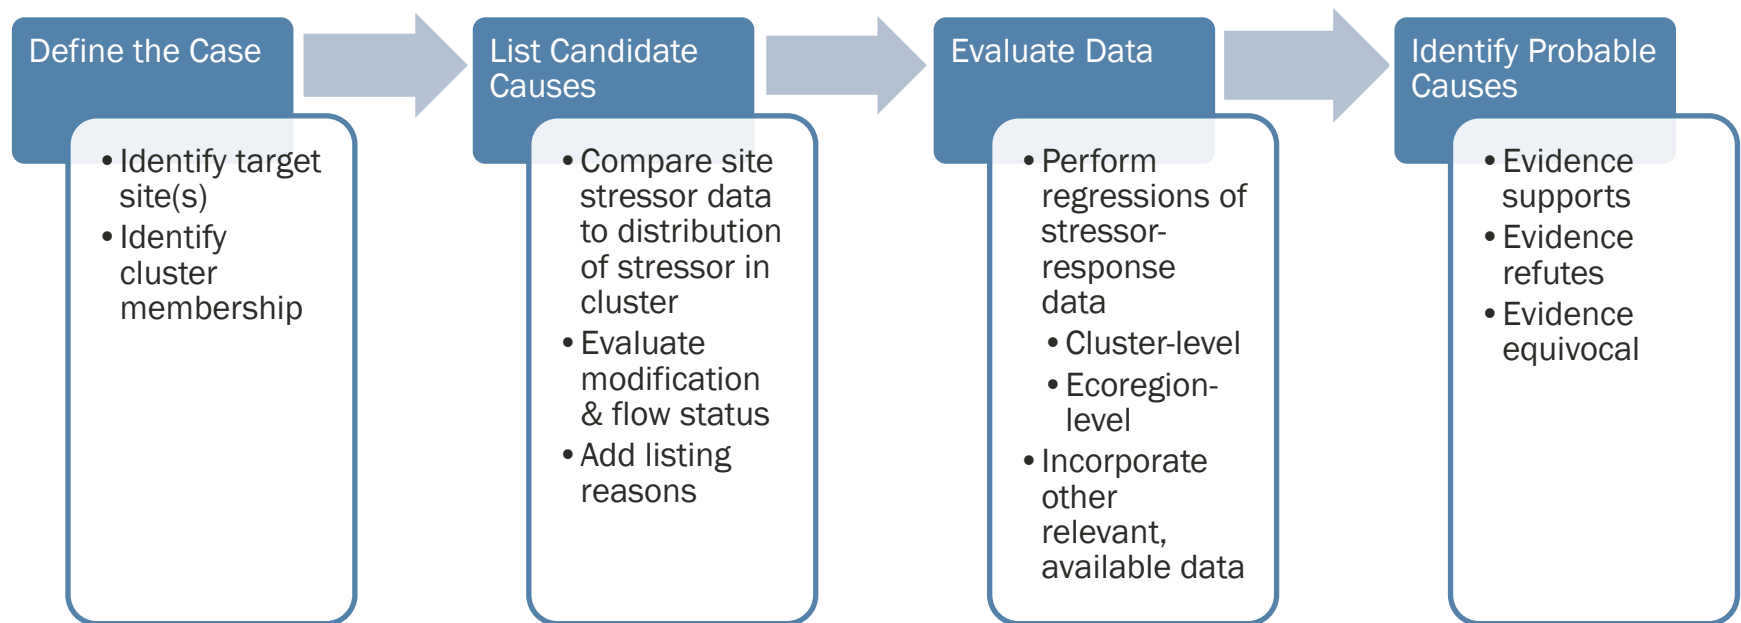 Define the Case
• Identify target
site(s)
• Identify
cluster
membership
List Candidate
Causes
• Compare site
stressor data
to distribution
of stressor in
cluster
• Evaluate
modification
& flow status
• Add listing
reasons
Evaluate Data
• Perform
regressions of
stressor-
response
data
• Cluster-level
• Ecoregion-
level
• Incorporate
other
relevant,
available data
Identify Probable
Causes
• Evidence
supports
• Evidence
refutes
• Evidence
equivocal